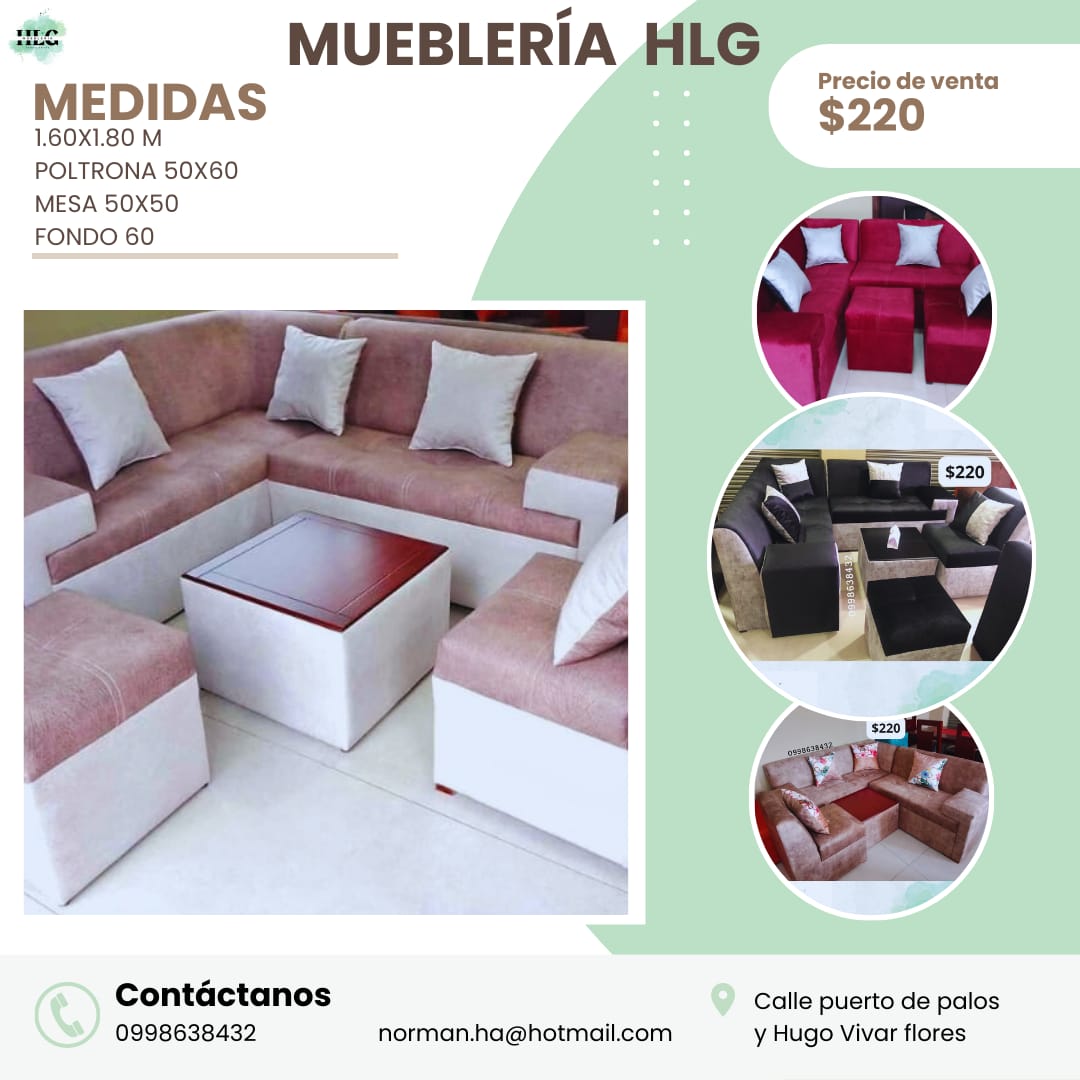 HLG
MUEBLERÍA HLG
MEDIDAS
1.60X1.80 M
POLTRONA 50X60
MESA 50X50
FONDO 60
Precio de venta
$220
$220
0998638432
$220
0998638432
Contáctanos
0998638432
norman.ha@hotmail.com
Calle puerto de palos
y Hugo Vivar flores